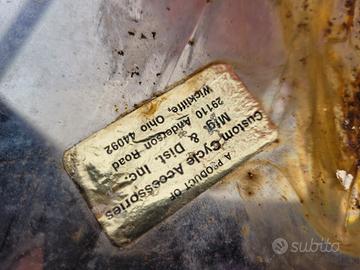 A PRODUCT OF
Custom Cycle Accessories
Mfg. & Dist. Inc.
29110 Anderson Road
Wickliffe, Ohio 44092
subito